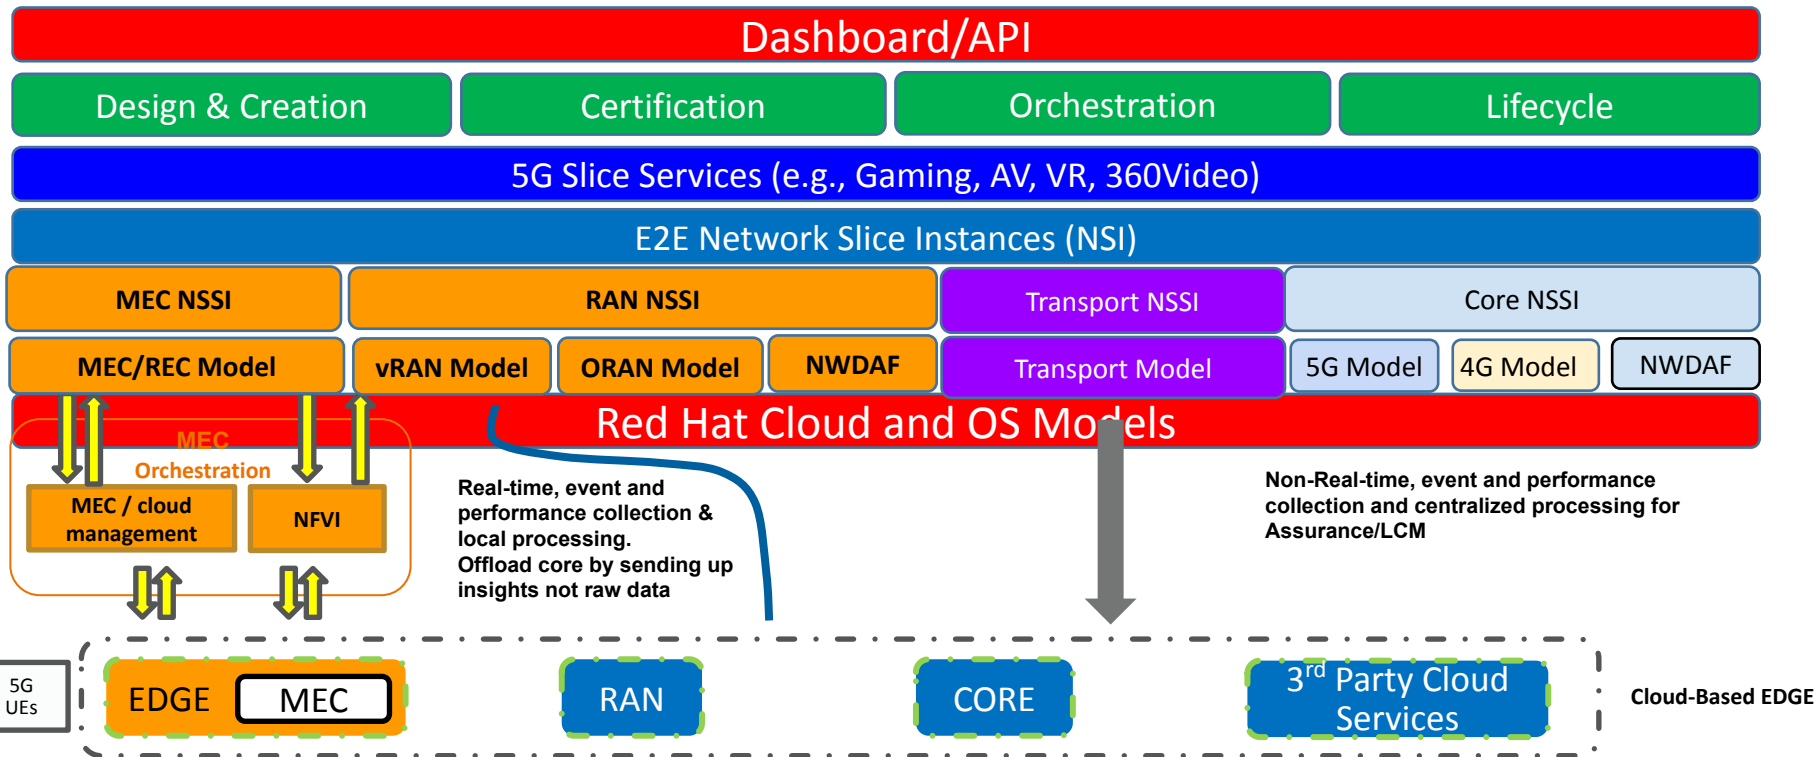 Dashboard/API
Design & Creation
Certification
Orchestration
Lifecycle
5G Slice Services (e.g., Gaming, AV, VR, 360Video)
E2E Network Slice Instances (NSI)
MEC NSSI
RAN NSSI
Transport NSSI
Core NSSI
MEC/REC Model
vRAN Model
ORAN Model
NWDAF
Transport Model
5G Model
4G Model
NWDAF
Red Hat Cloud and OS Models
MEC
Orchestration
MEC / cloud
management
NFVI
Real-time, event and
performance collection &
local processing.
Offload core by sending up
insights not raw data
Non-Real-time, event and performance
collection and centralized processing for
Assurance/LCM
5G
UEs
EDGE
MEC
RAN
CORE
3rd Party Cloud
Services
Cloud-Based EDGE